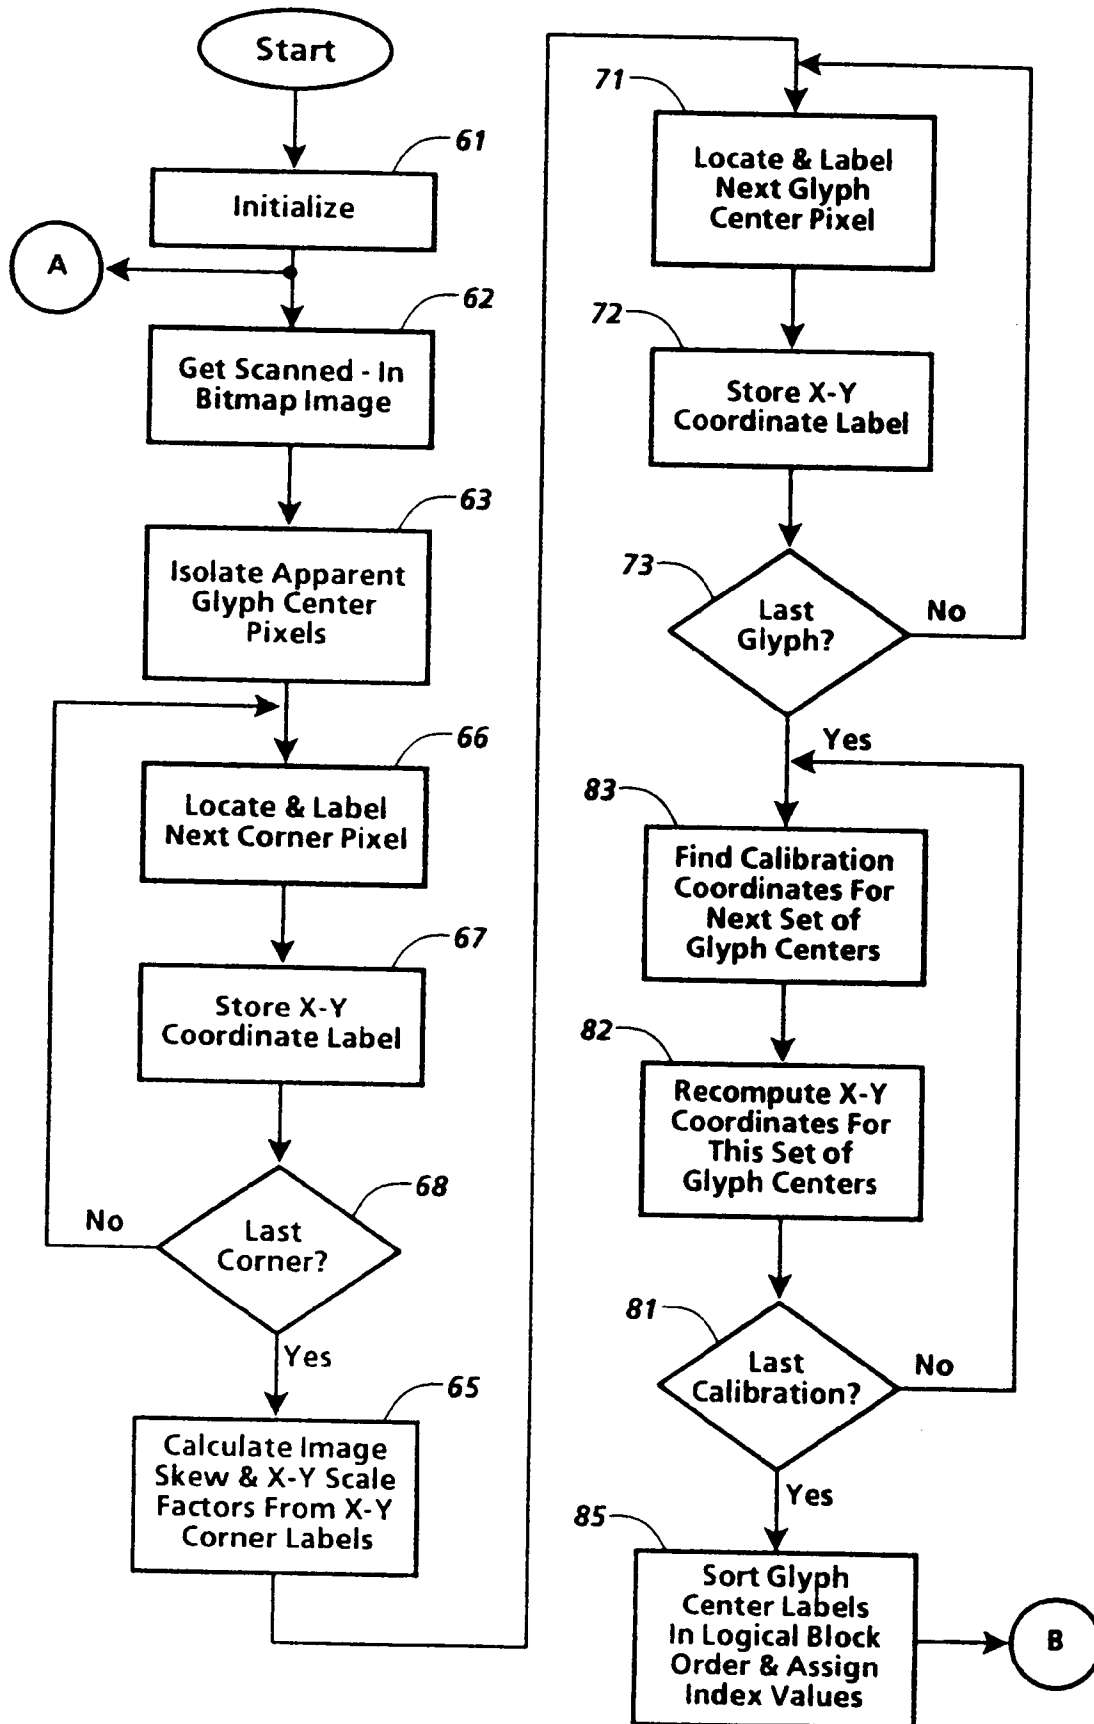 Start
61
Initialize
A
62
Get Scanned - In
Bitmap Image
63
Isolate Apparent
Glyph Center
Pixels
66
Locate & Label
Next Corner Pixel
67
Store X-Y
Coordinate Label
68
Last
Corner?
No
Yes
65
Calculate Image
Skew & X-Y Scale
Factors From X-Y
Corner Labels
71
Locate & Label
Next Glyph
Center Pixel
72
Store X-Y
Coordinate Label
73
Last
Glyph?
No
Yes
83
Find Calibration
Coordinates For
Next Set of
Glyph Centers
82
Recompute X-Y
Coordinates For
This Set of
Glyph Centers
81
Last
Calibration?
No
Yes
85
Sort Glyph
Center Labels
In Logical Block
Order & Assign
Index Values
B